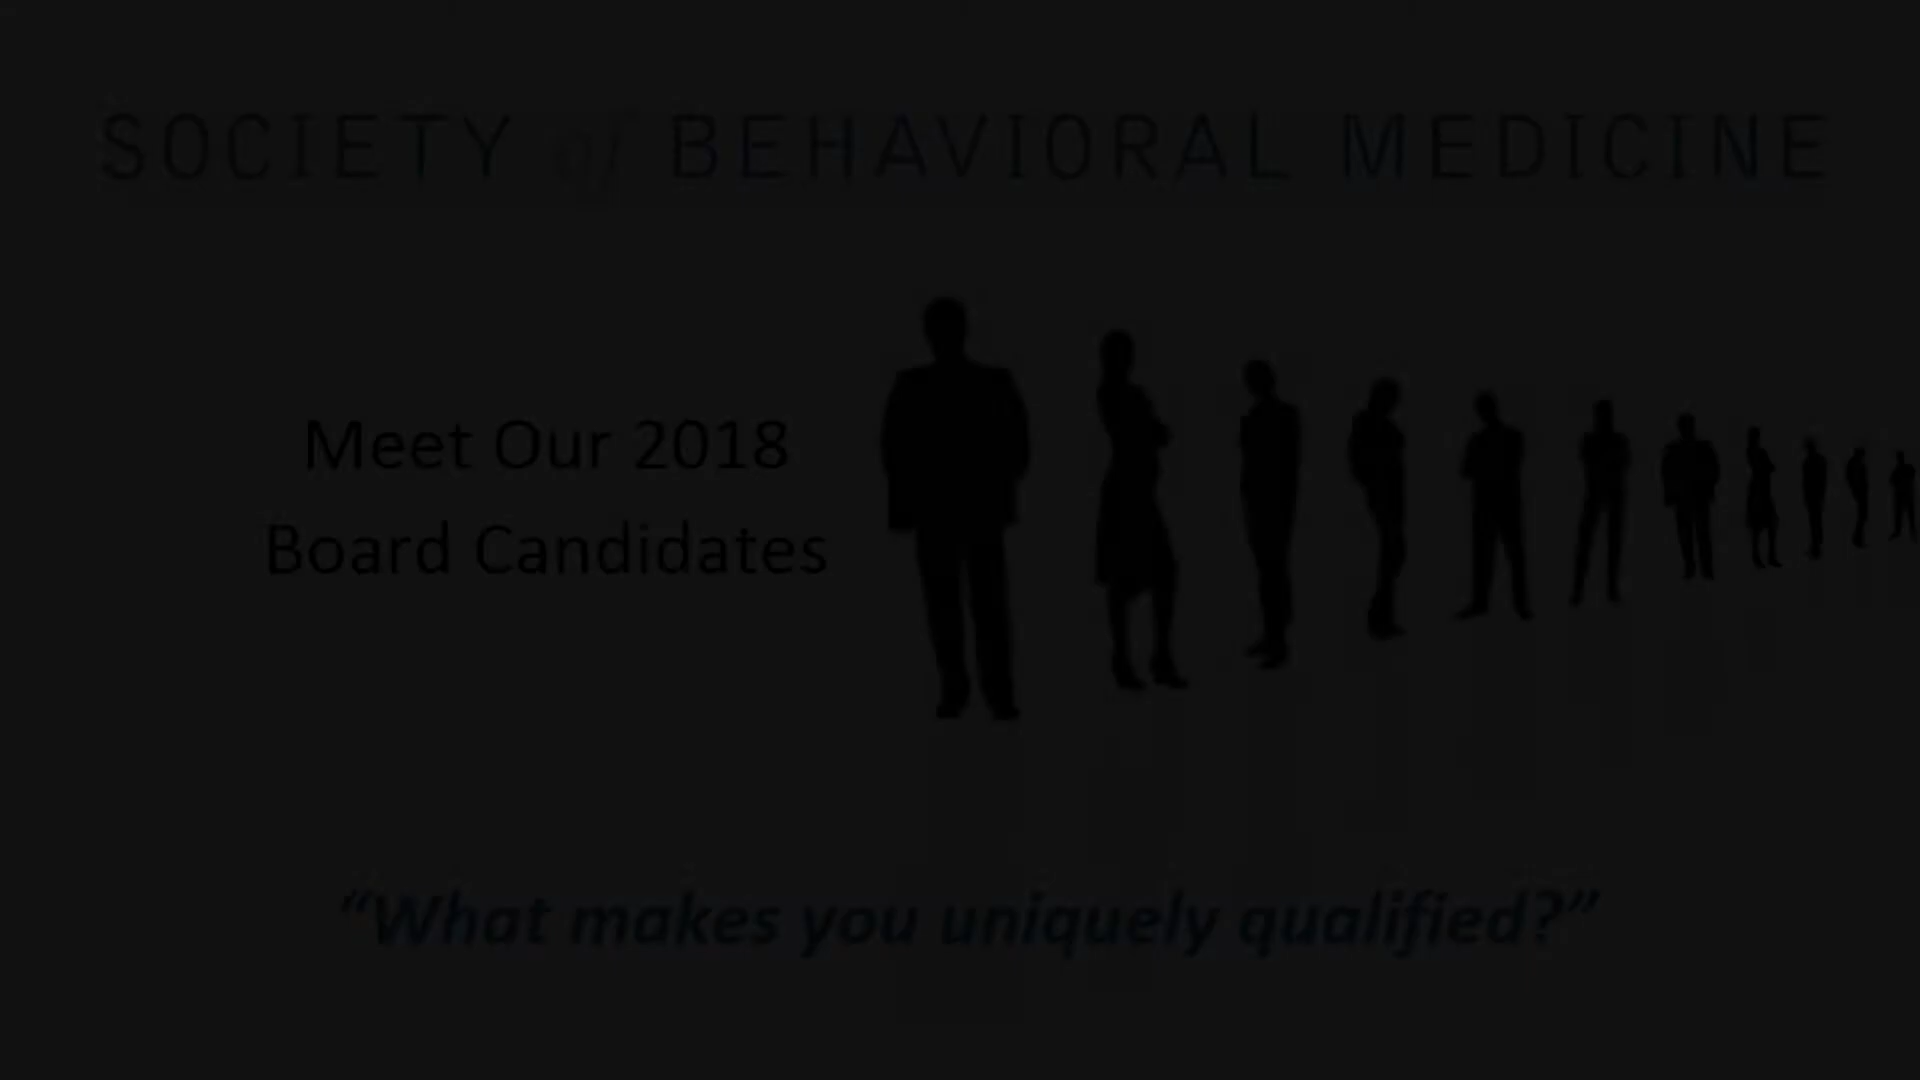 SOCIETY of BEHAVIORAL MEDICINE
Meet Our 2018
Board Candidates
“What makes you uniquely qualified?”